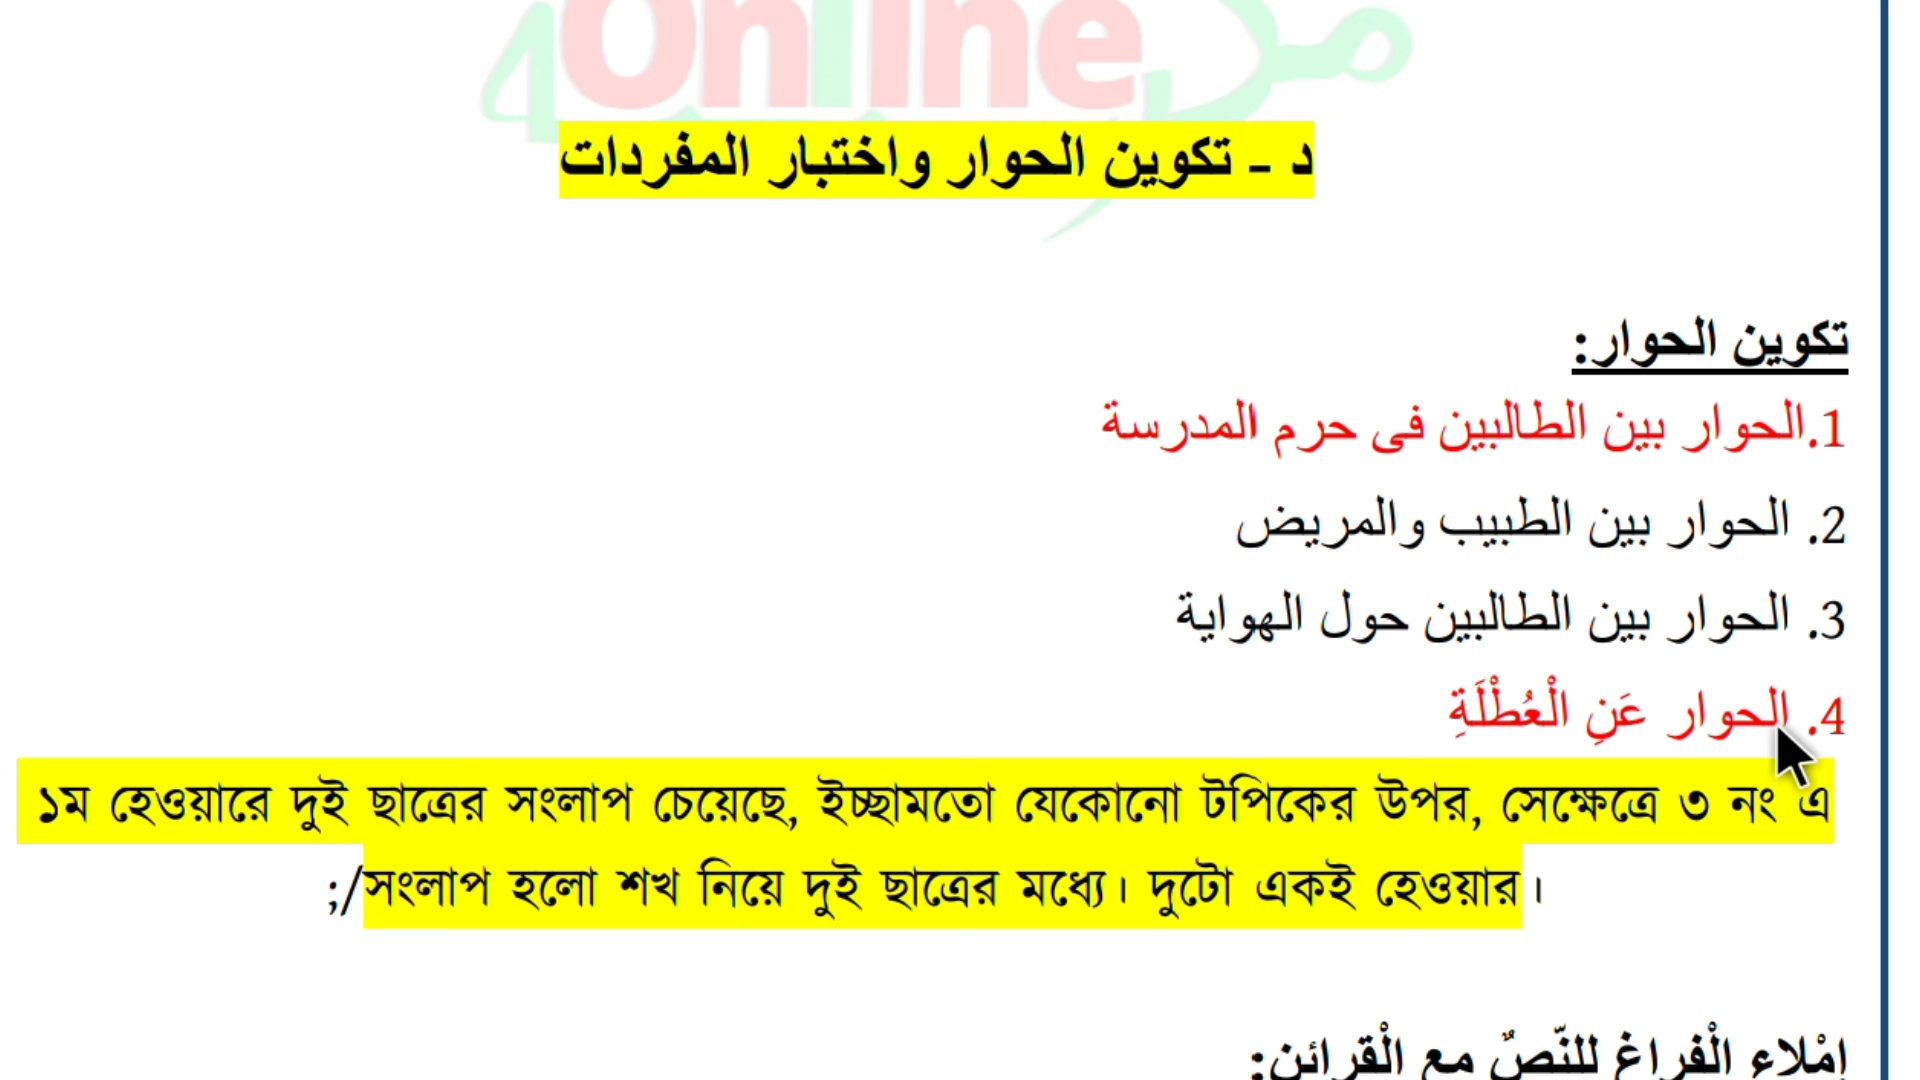 Online مدرسة
د - تكوين الحوار واختبار المفردات
تكوين الحوار:
1.الحوار بين الطالبين فى حرم المدرسة
2. الحوار بين الطبيب والمريض
3. الحوار بين الطالبين حول الهواية
4. الحوار عَنِ الْعُطْلَةِ
১ম হেওয়ারে দুই ছাত্রের সংলাপ চেয়েছে, ইচ্ছামতো যেকোনো টপিকের উপর, সেক্ষেত্রে ৩ নং এ
;/সংলাপ হলো শখ নিয়ে দুই ছাত্রের মধ্যে। দুটো একই হেওয়ার।
إمْلاء الْفراغ للنّصٌ مع الْقرائن: